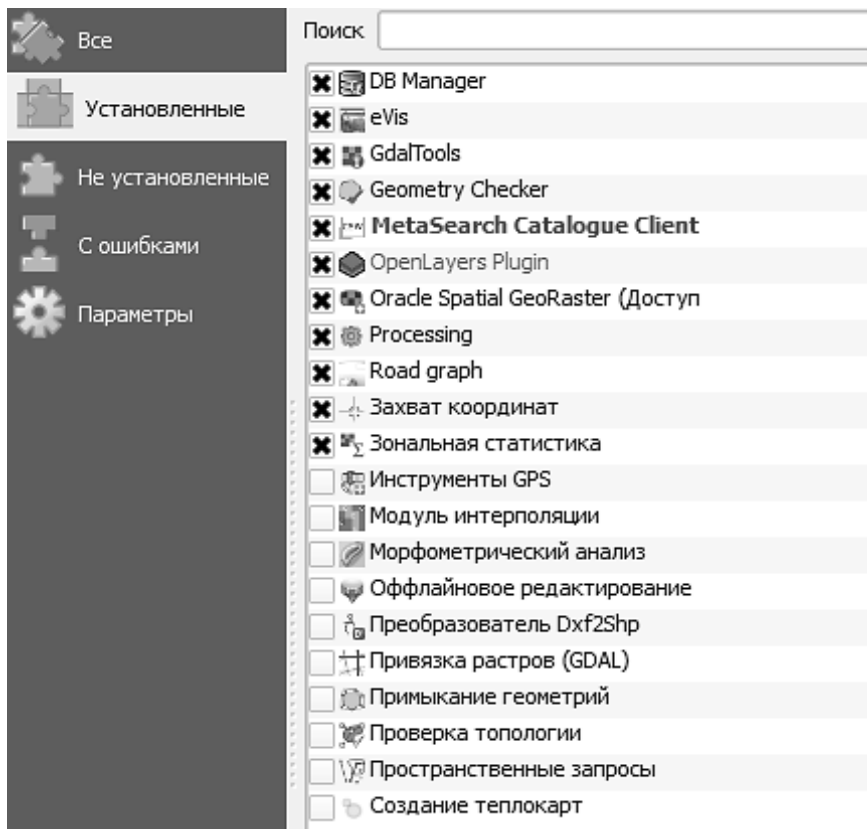 Все
Установленные
Не установленные
С ошибками
Параметры
Поиск
DB Manager
eVis
GdalTools
Geometry Checker
MetaSearch Catalogue Client
OpenLayers Plugin
Oracle Spatial GeoRaster (Доступ
Processing
Road graph
Захват координат
Зональная статистика
Инструменты GPS
Модуль интерполяции
Морфометрический анализ
Оффлайновое редактирование
Преобразователь Dxf2Shp
Привязка растров (GDAL)
Примыкание геометрий
Проверка топологии
Пространственные запросы
Создание теплокарт